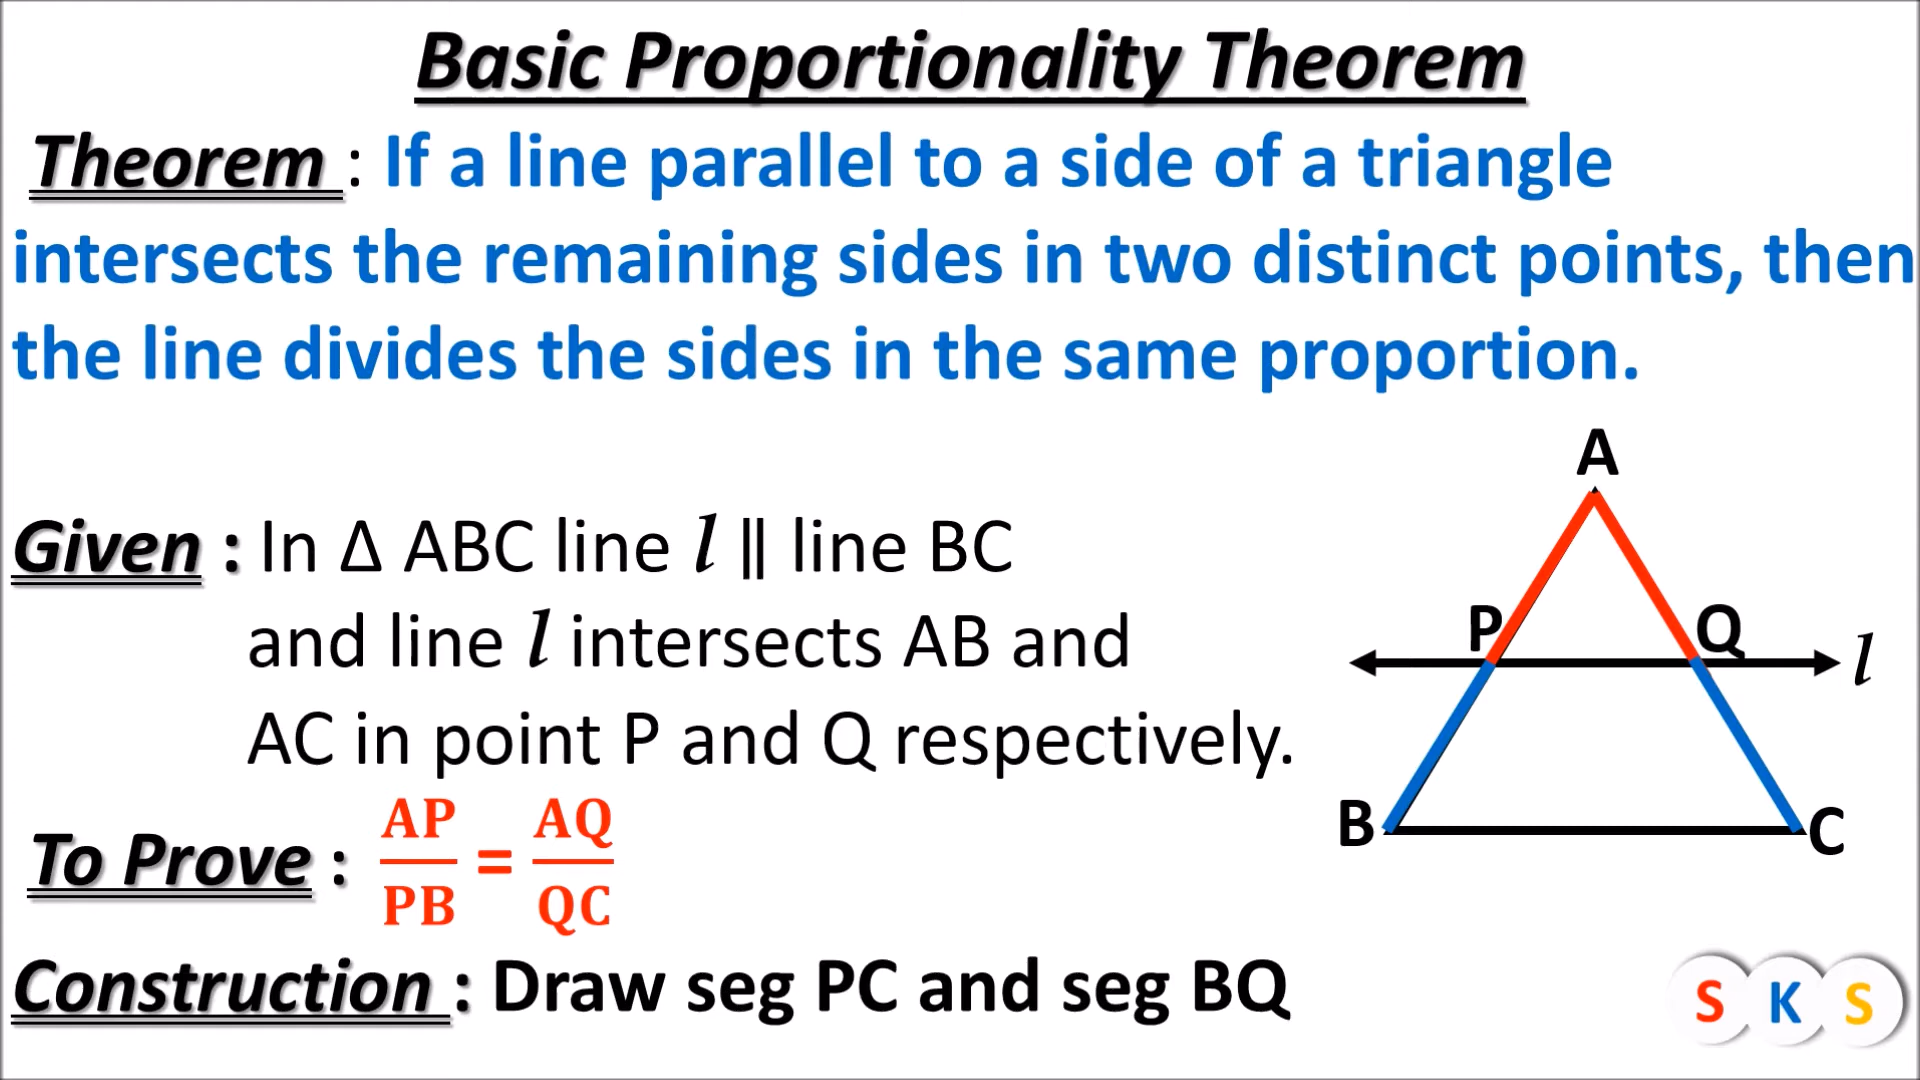 Basic Proportionality Theorem
Theorem : If a line parallel to a side of a triangle
intersects the remaining sides in two distinct points, then
the line divides the sides in the same proportion.
A
Given : In Δ ABC line l ∥ line BC
and line l intersects AB and
P Q l
AC in point P and Q respectively.
B C
To Prove : AP/PB = AQ/QC
Construction : Draw seg PC and seg BQ
S K S